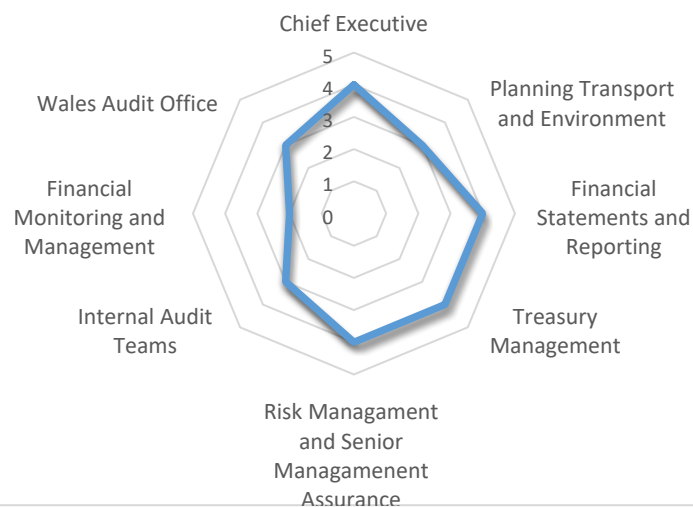 Chief Executive
5
4
3
2
1
0
Planning Transport
and Environment
Financial
Statements and
Reporting
Treasury
Management
Risk Managament
and Senior
Managamenent
Assurance
Internal Audit
Teams
Financial
Monitoring and
Management
Wales Audit Office